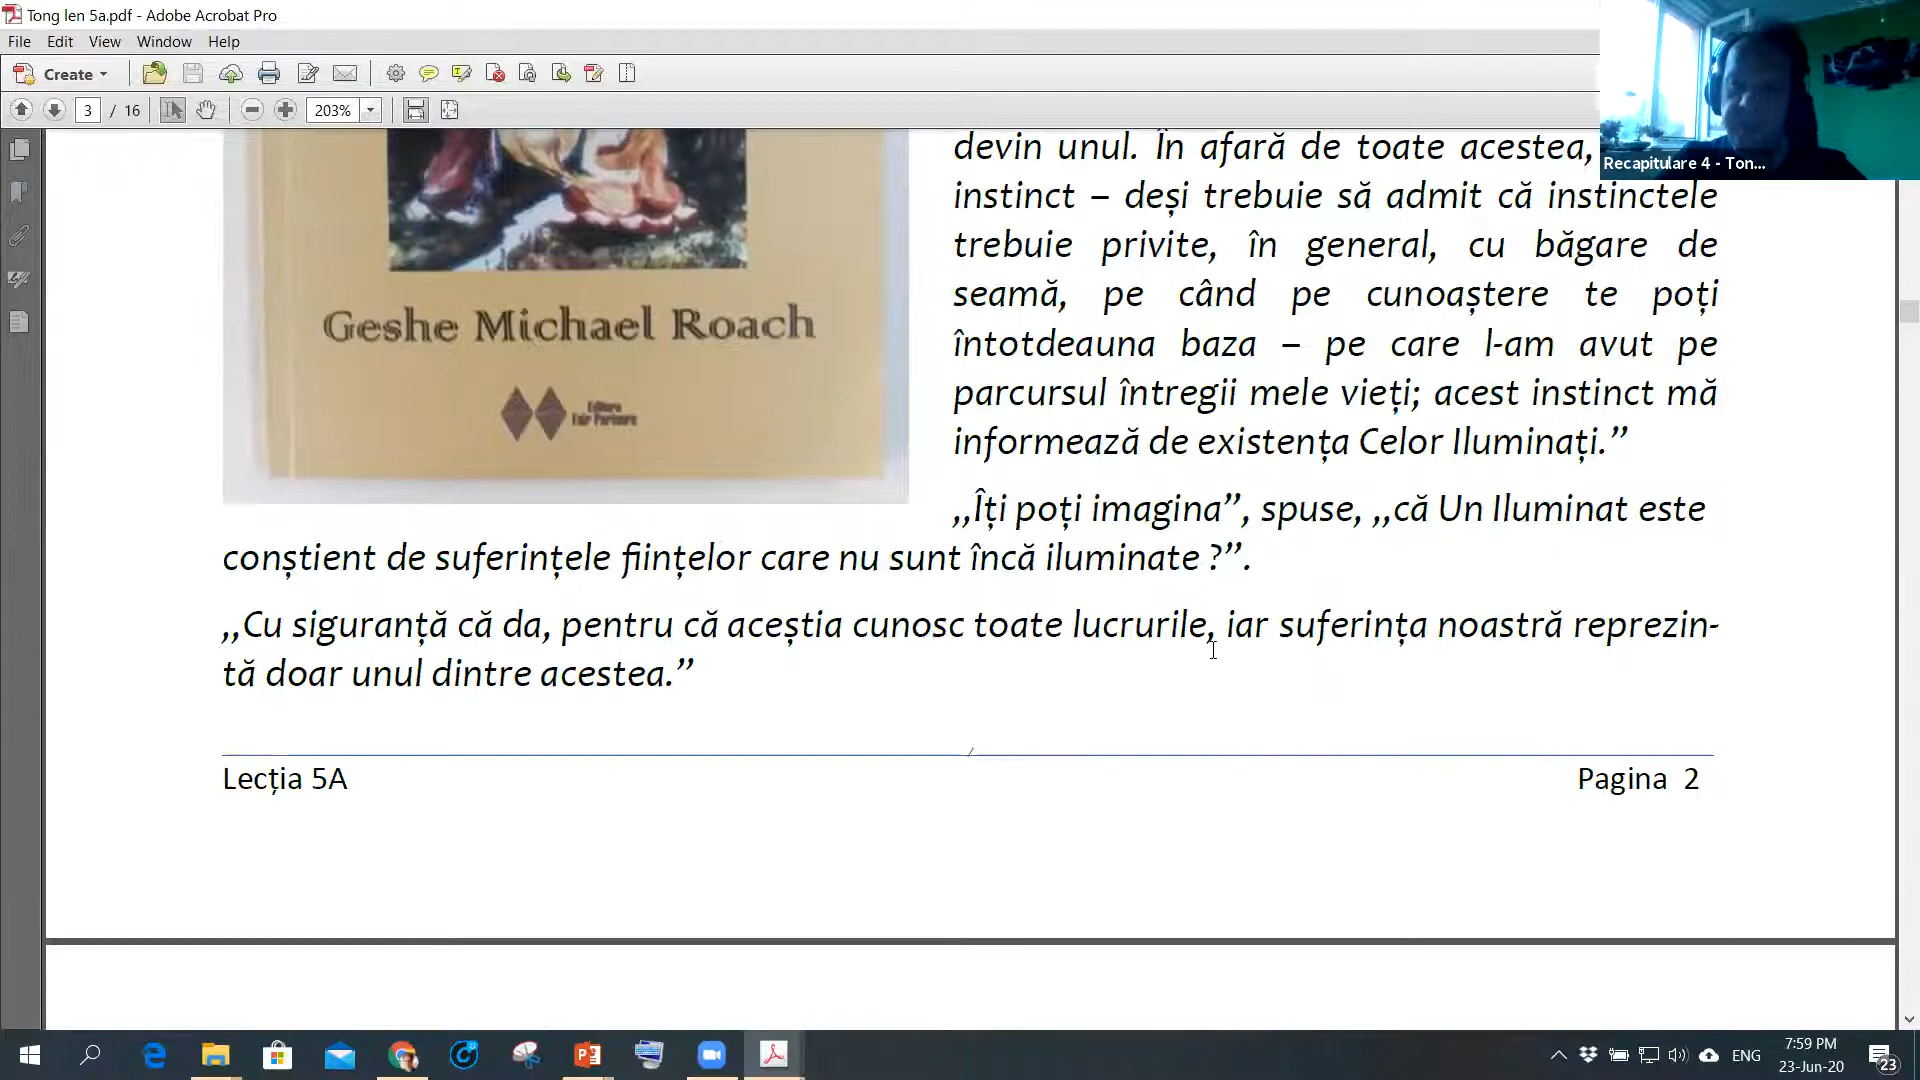 Tong len 5a.pdf - Adobe Acrobat Pro
File Edit View Window Help
Create
3 / 16 203%
Recapitulare 4 - Ton...
devin unul. În afară de toate acestea,
instinct – deși trebuie să admit că instinctele
trebuie privite, în general, cu băgare de
seamă, pe când pe cunoaștere te poți
întotdeauna baza – pe care l-am avut pe
parcursul întregii mele vieți; acest instinct mă
informează de existența Celor Iluminați.”
Geshe Michael Roach
Editura
Fair Partners
,,Îți poți imagina”, spuse, ,,că Un Iluminat este
conștient de suferințele ființelor care nu sunt încă iluminate ?”.
,,Cu siguranță că da, pentru că aceștia cunosc toate lucrurile, iar suferința noastră reprezin-
tă doar unul dintre acestea.”
Lecția 5A Pagina 2
ENG
7:59 PM
23-Jun-20
23